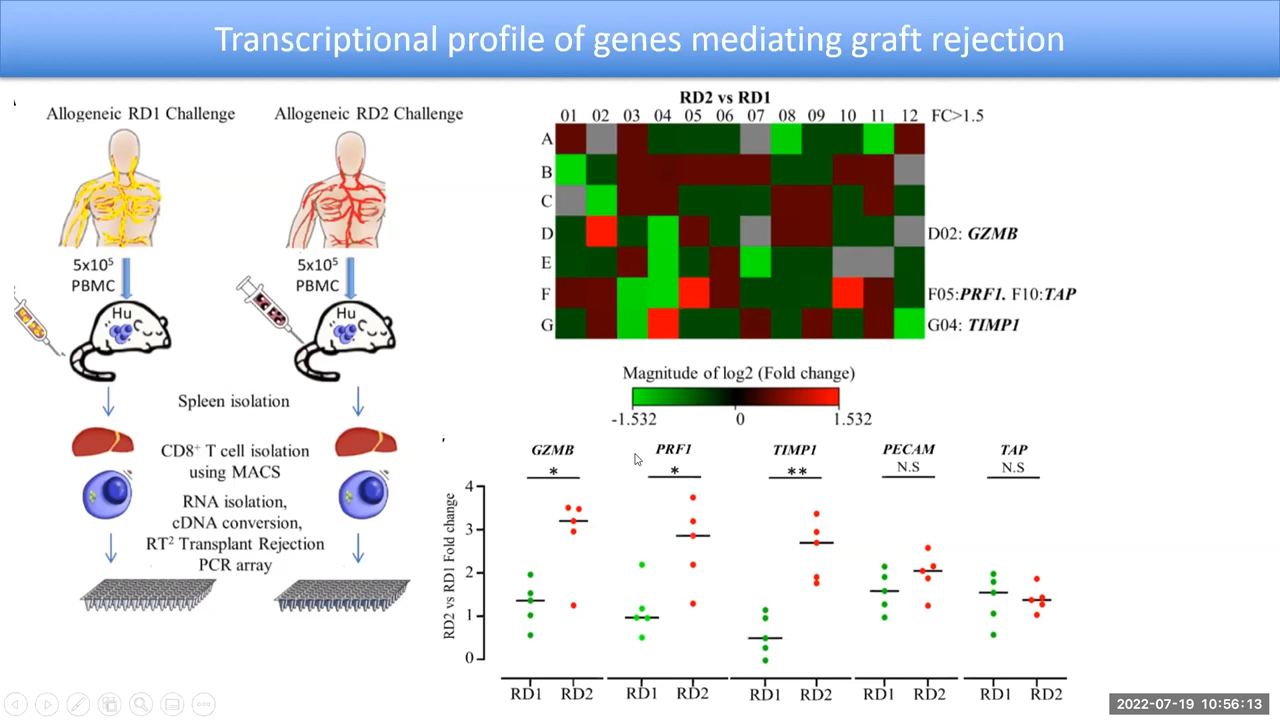 Transcriptional profile of genes mediating graft rejection
Allogeneic RD1 Challenge
Allogeneic RD2 Challenge
5x10⁵
PBMC
5x10⁵
PBMC
Hu
Hu
Spleen isolation
CD8⁺ T cell isolation
using MACS
RNA isolation,
cDNA conversion,
RT² Transplant Rejection
PCR array
RD2 vs RD1
01 02 03 04 05 06 07 08 09 10 11 12 FC>1.5
A
B
C
D D02: GZMB
E
F F05:PRF1. F10:TAP
G G04: TIMP1
Magnitude of log2 (Fold change)
-1.532 0 1.532
GZMB PRF1 TIMP1 PECAM TAP
* * ** N.S N.S
RD2 vs RD1 Fold change
4
3
2
1
0
RD1 RD2 RD1 RD2 RD1 RD2 RD1 RD2 RD1 RD2
2022-07-19 10:56:13